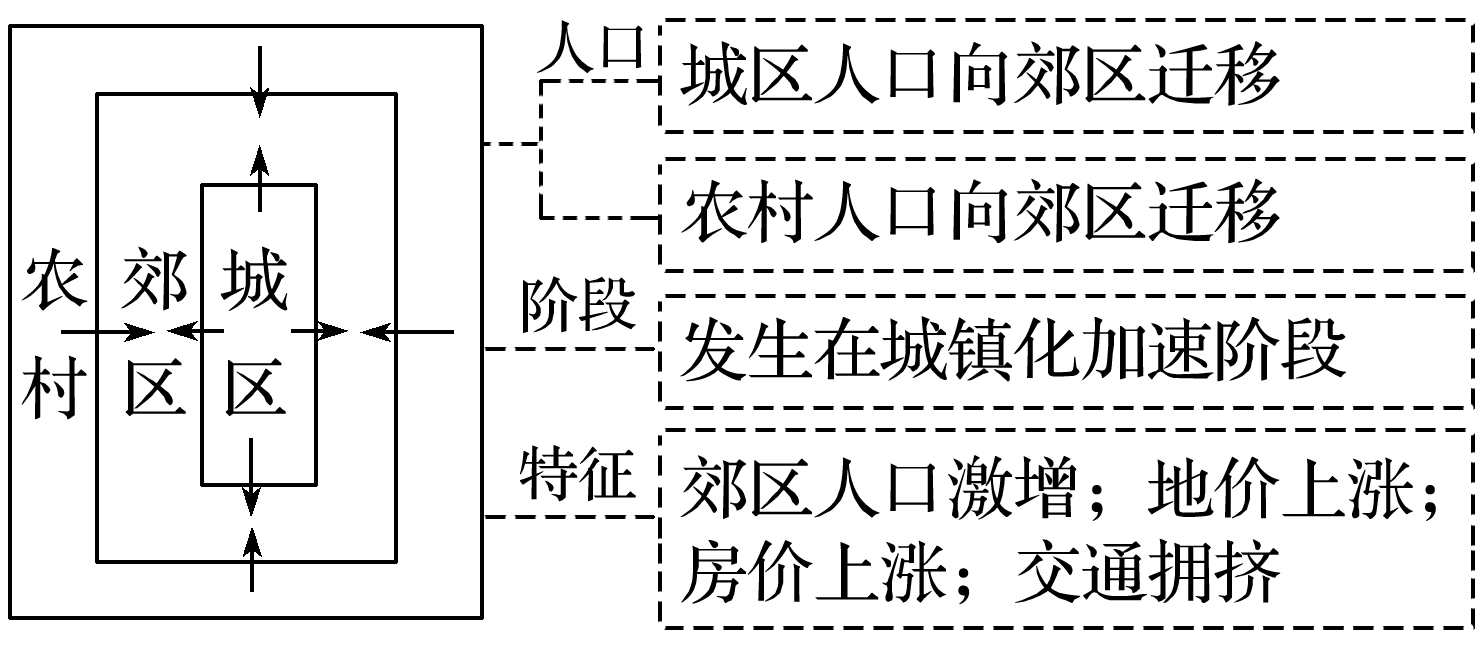 农村
郊区
城区
人口
城区人口向郊区迁移
农村人口向郊区迁移
阶段
发生在城镇化加速阶段
特征
郊区人口激增；地价上涨；
房价上涨；交通拥挤